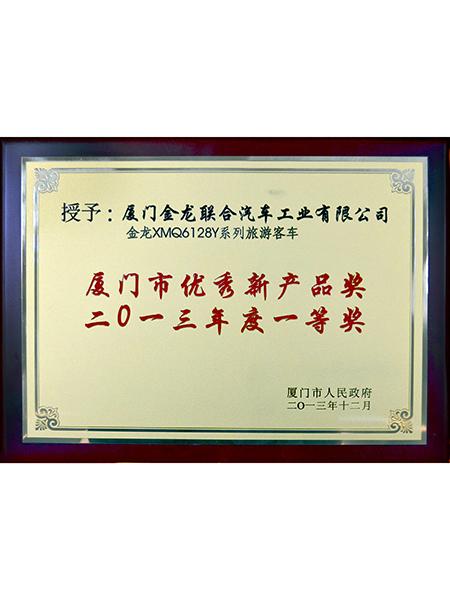 授予：厦门金龙联合汽车工业有限公司
金龙XMQ6128Y系列旅游客车
厦门市优秀新产品奖
二0一三年度一等奖
厦门市人民政府
二0一三年十二月